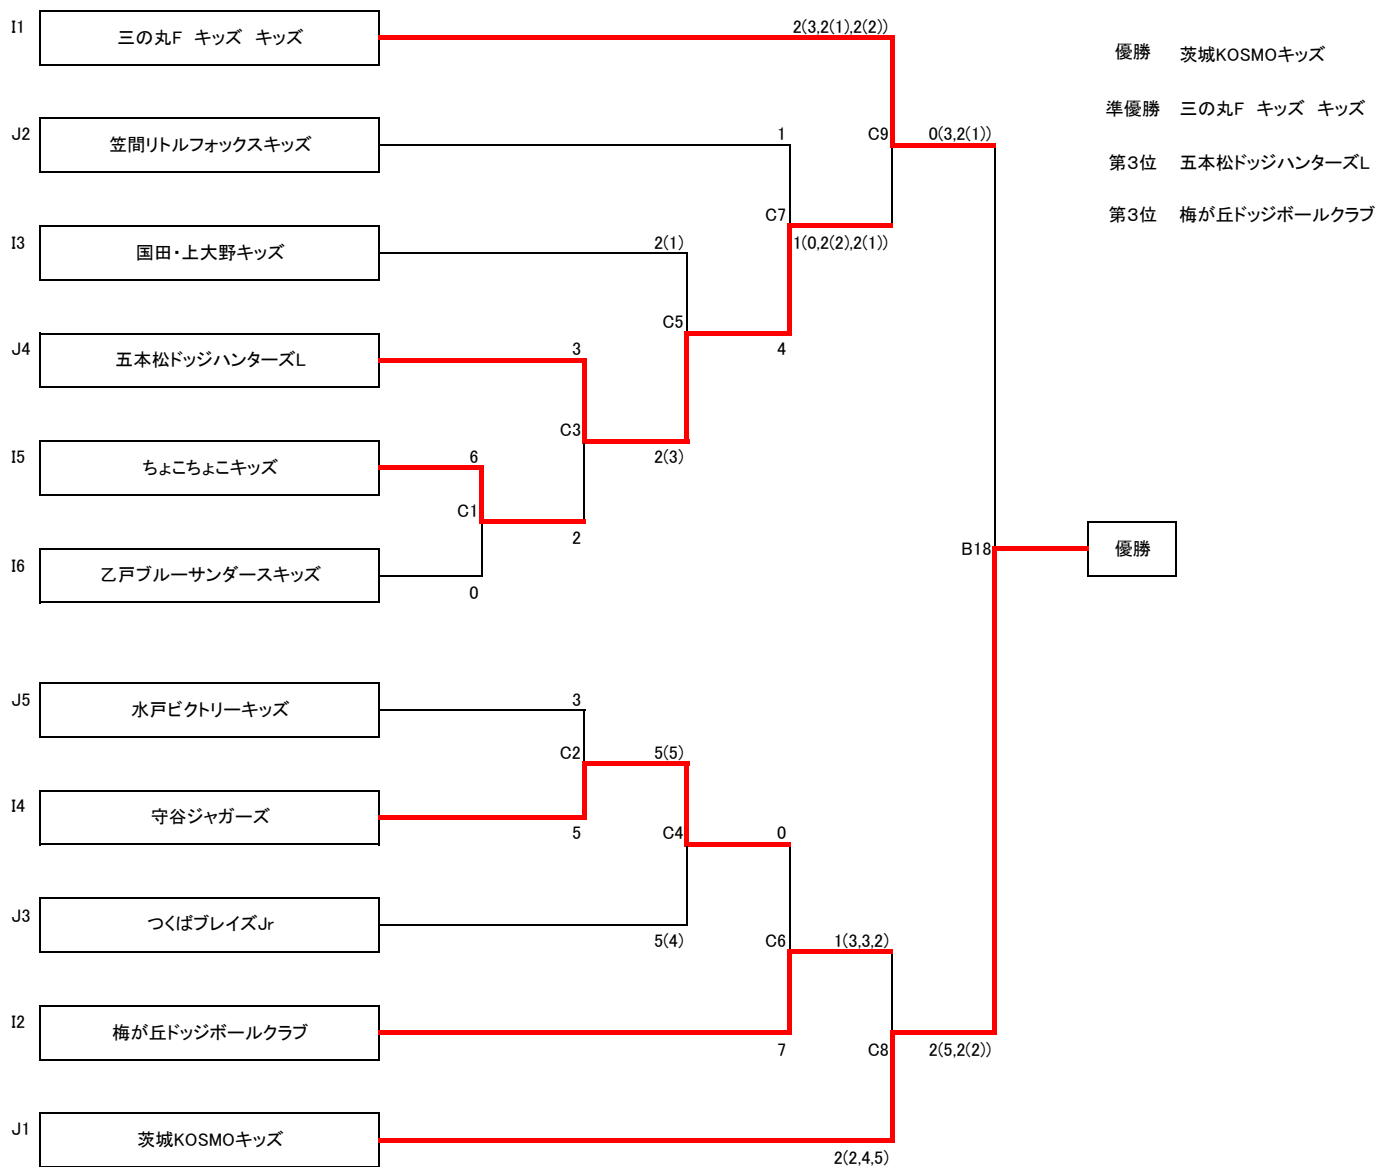 I1
三の丸F キッズ キッズ
2(3,2(1),2(2))
優勝 茨城KOSMOキッズ
準優勝 三の丸F キッズ キッズ
第3位 五本松ドッジハンターズL
第3位 梅が丘ドッジボールクラブ
J2
笠間リトルフォックスキッズ
1
C9
0(3,2(1))
C7
1(0,2(2),2(1))
I3
国田・上大野キッズ
2(1)
C5
4
J4
五本松ドッジハンターズL
3
C3
2(3)
I5
ちょこちょこキッズ
6
C1
2
I6
乙戸ブルーサンダースキッズ
0
B18
優勝
J5
水戸ビクトリーキッズ
3
C2
5(5)
I4
守谷ジャガーズ
5
C4
0
J3
つくばブレイズJr
5(4)
C6
1(3,3,2)
I2
梅が丘ドッジボールクラブ
7
C8
2(5,2(2))
J1
茨城KOSMOキッズ
2(2,4,5)